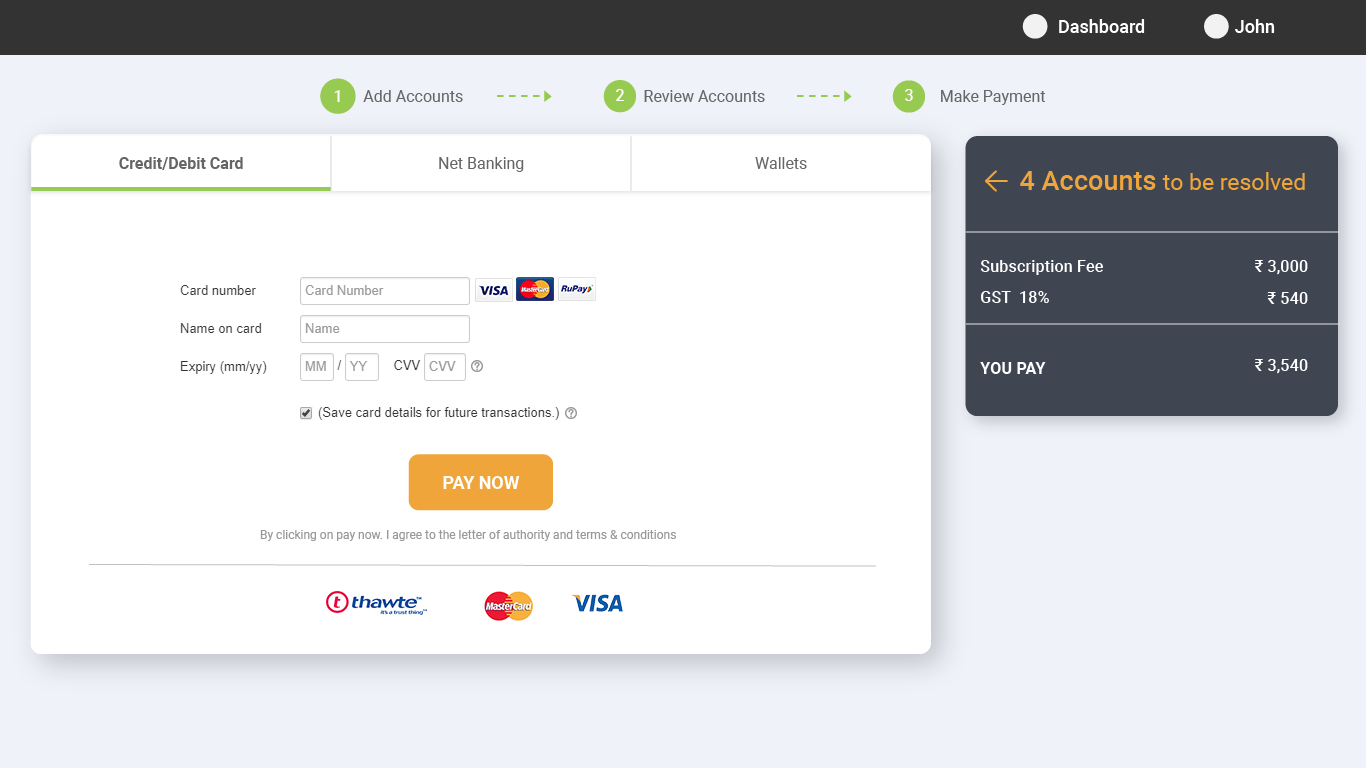 Dashboard John
1 Add Accounts 2 Review Accounts 3 Make Payment
Credit/Debit Card Net Banking Wallets
4 Accounts to be resolved
Subscription Fee ₹ 3,000
GST 18% ₹ 540
YOU PAY ₹ 3,540
Card number Card Number VISA MasterCard RuPay
Name on card Name
Expiry (mm/yy) MM / YY CVV CVV ?
(Save card details for future transactions.) ?
PAY NOW
By clicking on pay now. I agree to the letter of authority and terms & conditions
t thawte™ MasterCard VISA
it's a trust thing™